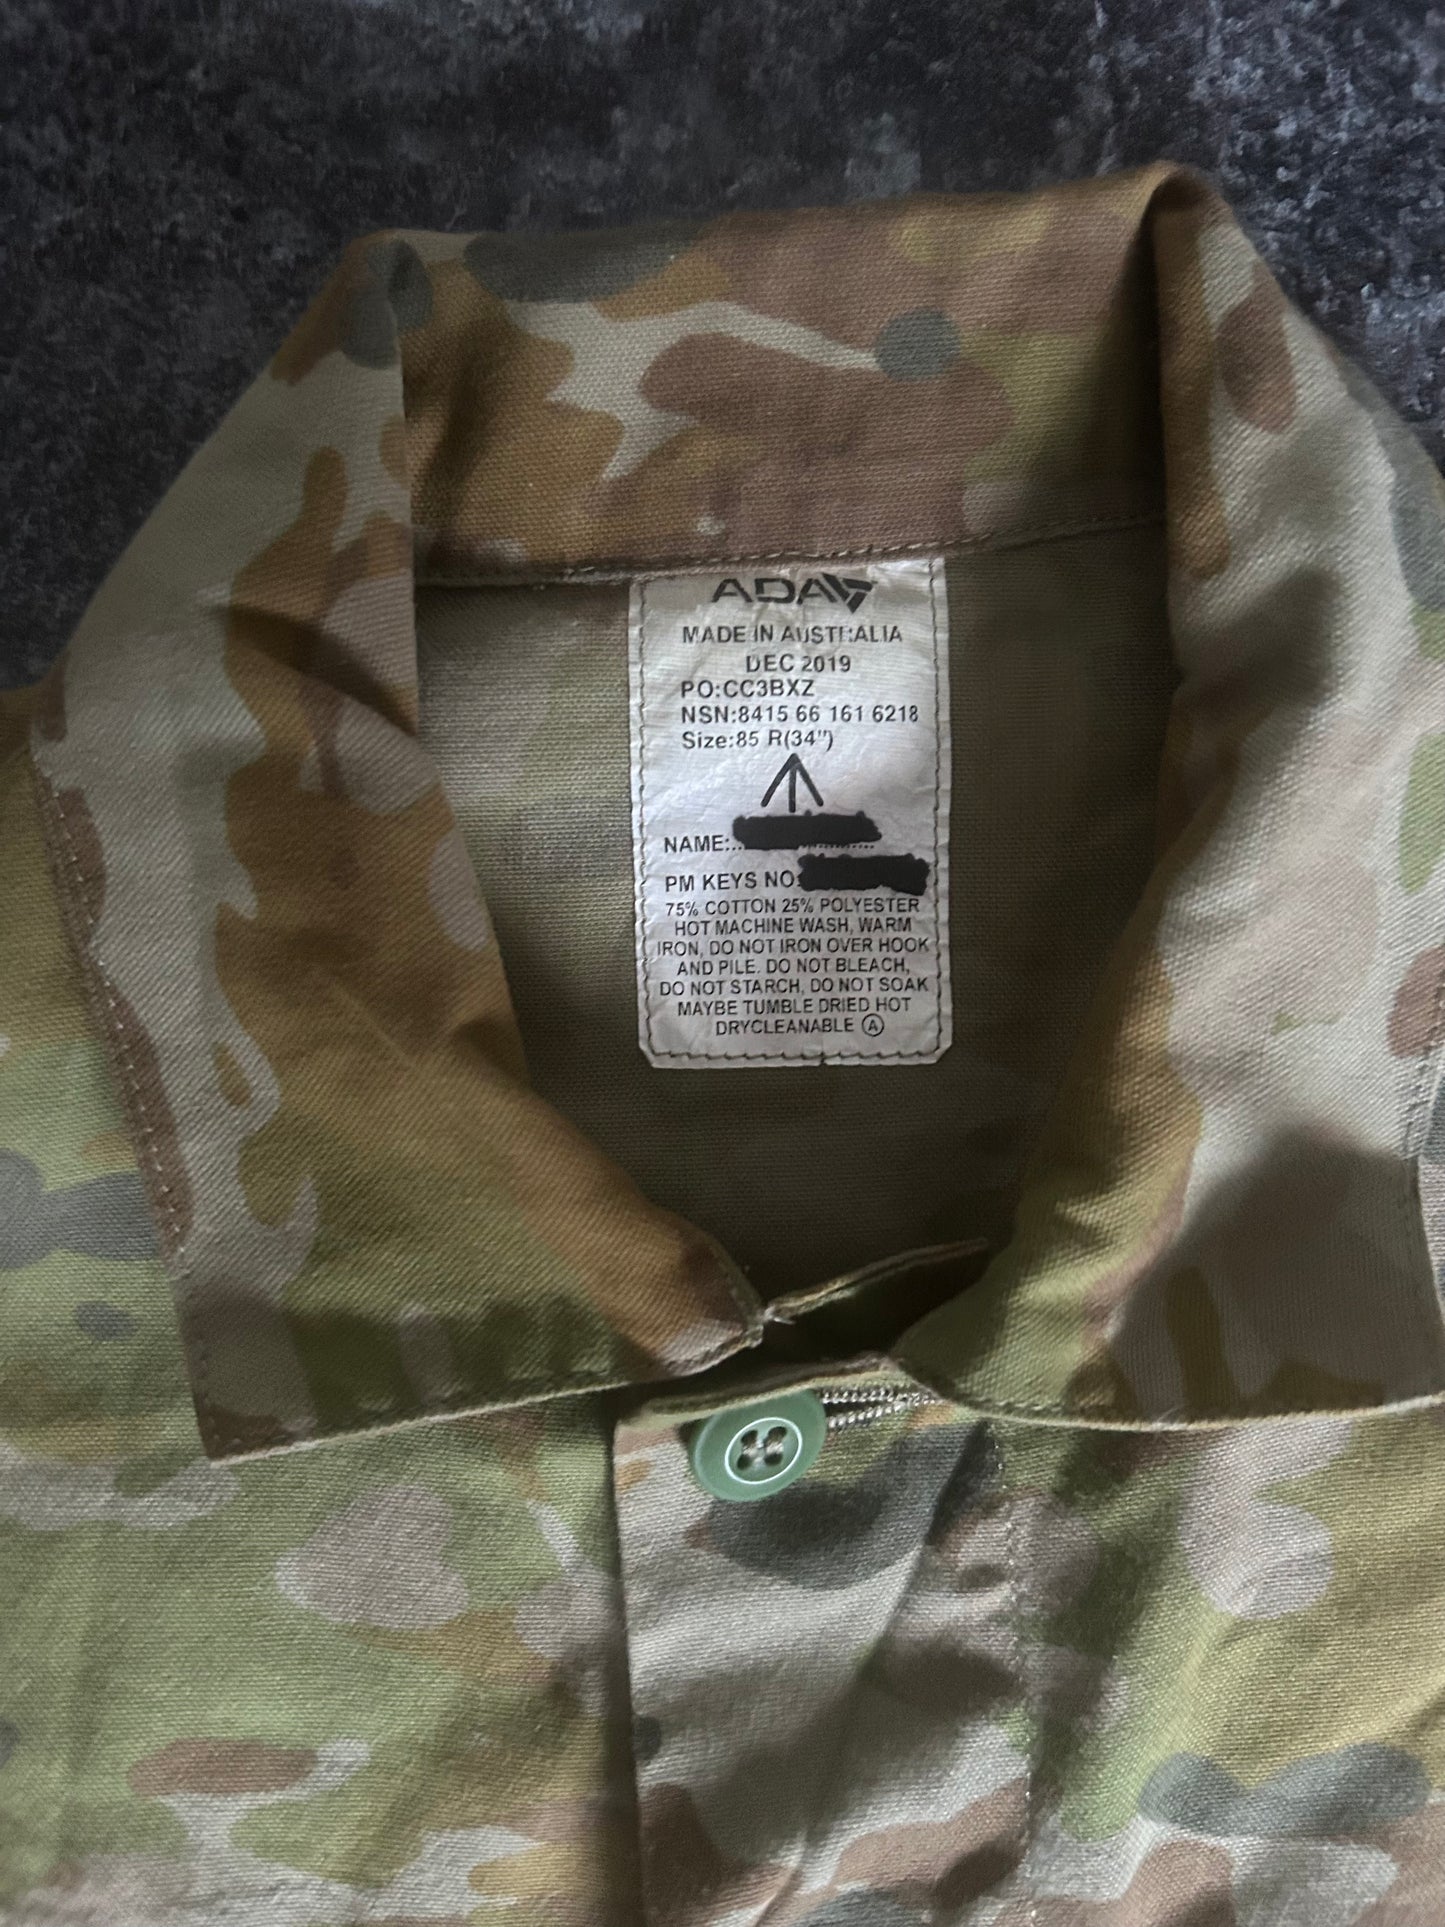 ADA
MADE IN AUSTRALIA
DEC 2019
PO:CC3BXZ
NSN:8415 66 161 6218
Size:85 R(34")
NAME:..............
PM KEYS NO:
75% COTTON 25% POLYESTER
HOT MACHINE WASH, WARM
IRON, DO NOT IRON OVER HOOK
AND PILE. DO NOT BLEACH,
DO NOT STARCH, DO NOT SOAK
MAYBE TUMBLE DRIED HOT
DRYCLEANABLE Ⓐ